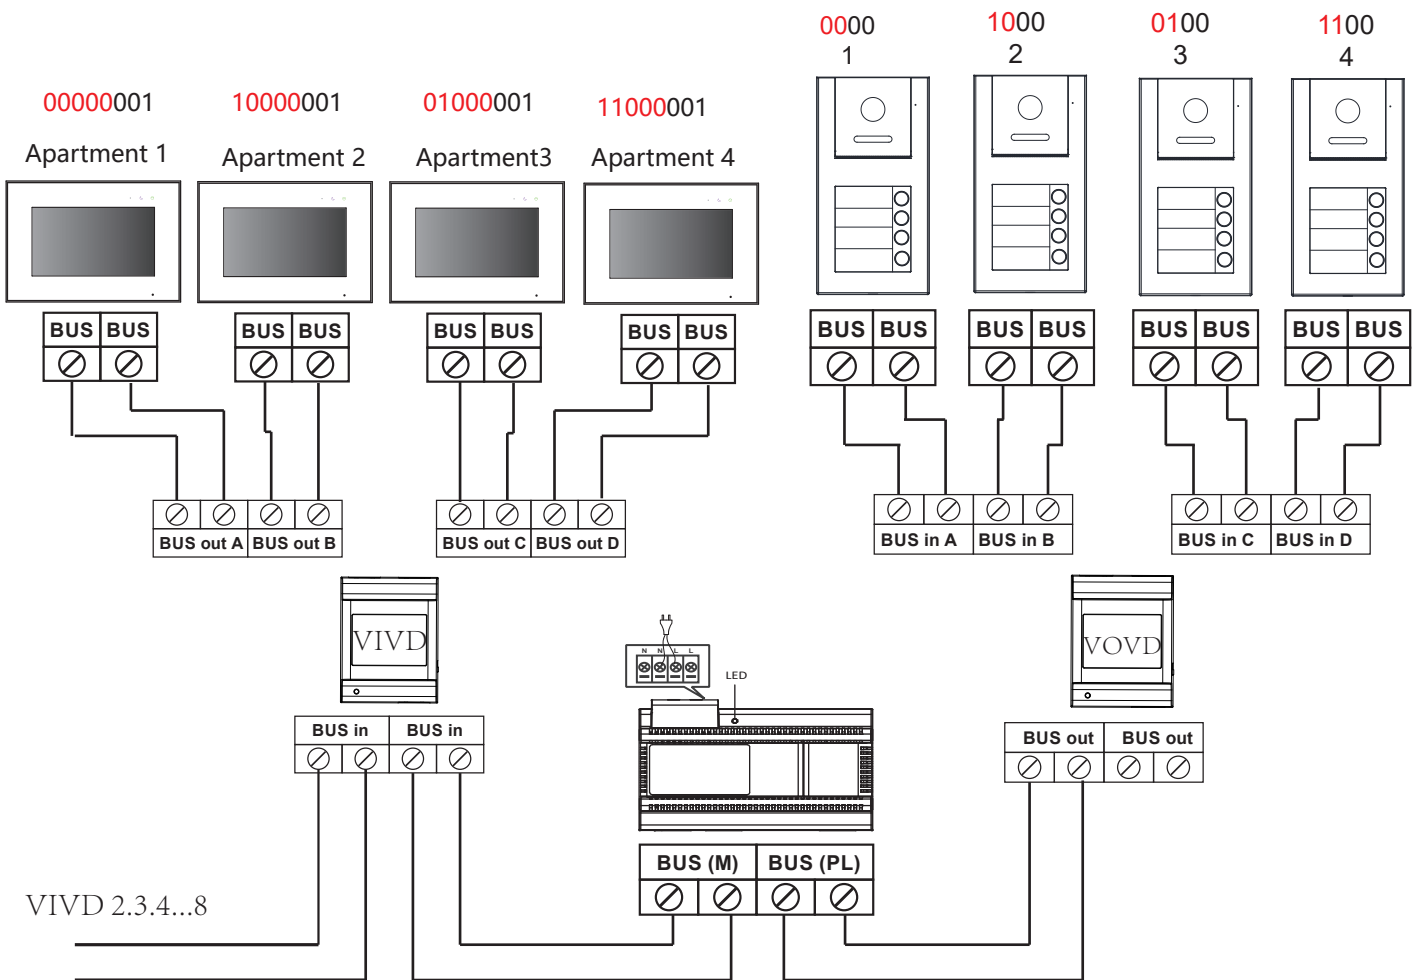 0000 1000 0100 1100
1 2 3 4
00000001 10000001 01000001 11000001
Apartment 1 Apartment 2 Apartment3 Apartment 4
BUS BUS BUS BUS BUS BUS BUS BUS BUS BUS BUS BUS BUS BUS BUS BUS
BUS out A BUS out B BUS out C BUS out D BUS in A BUS in B BUS in C BUS in D
VIVD VOVD
N N L L
LED
BUS in BUS in BUS out BUS out
BUS (M) BUS (PL)
VIVD 2.3.4...8